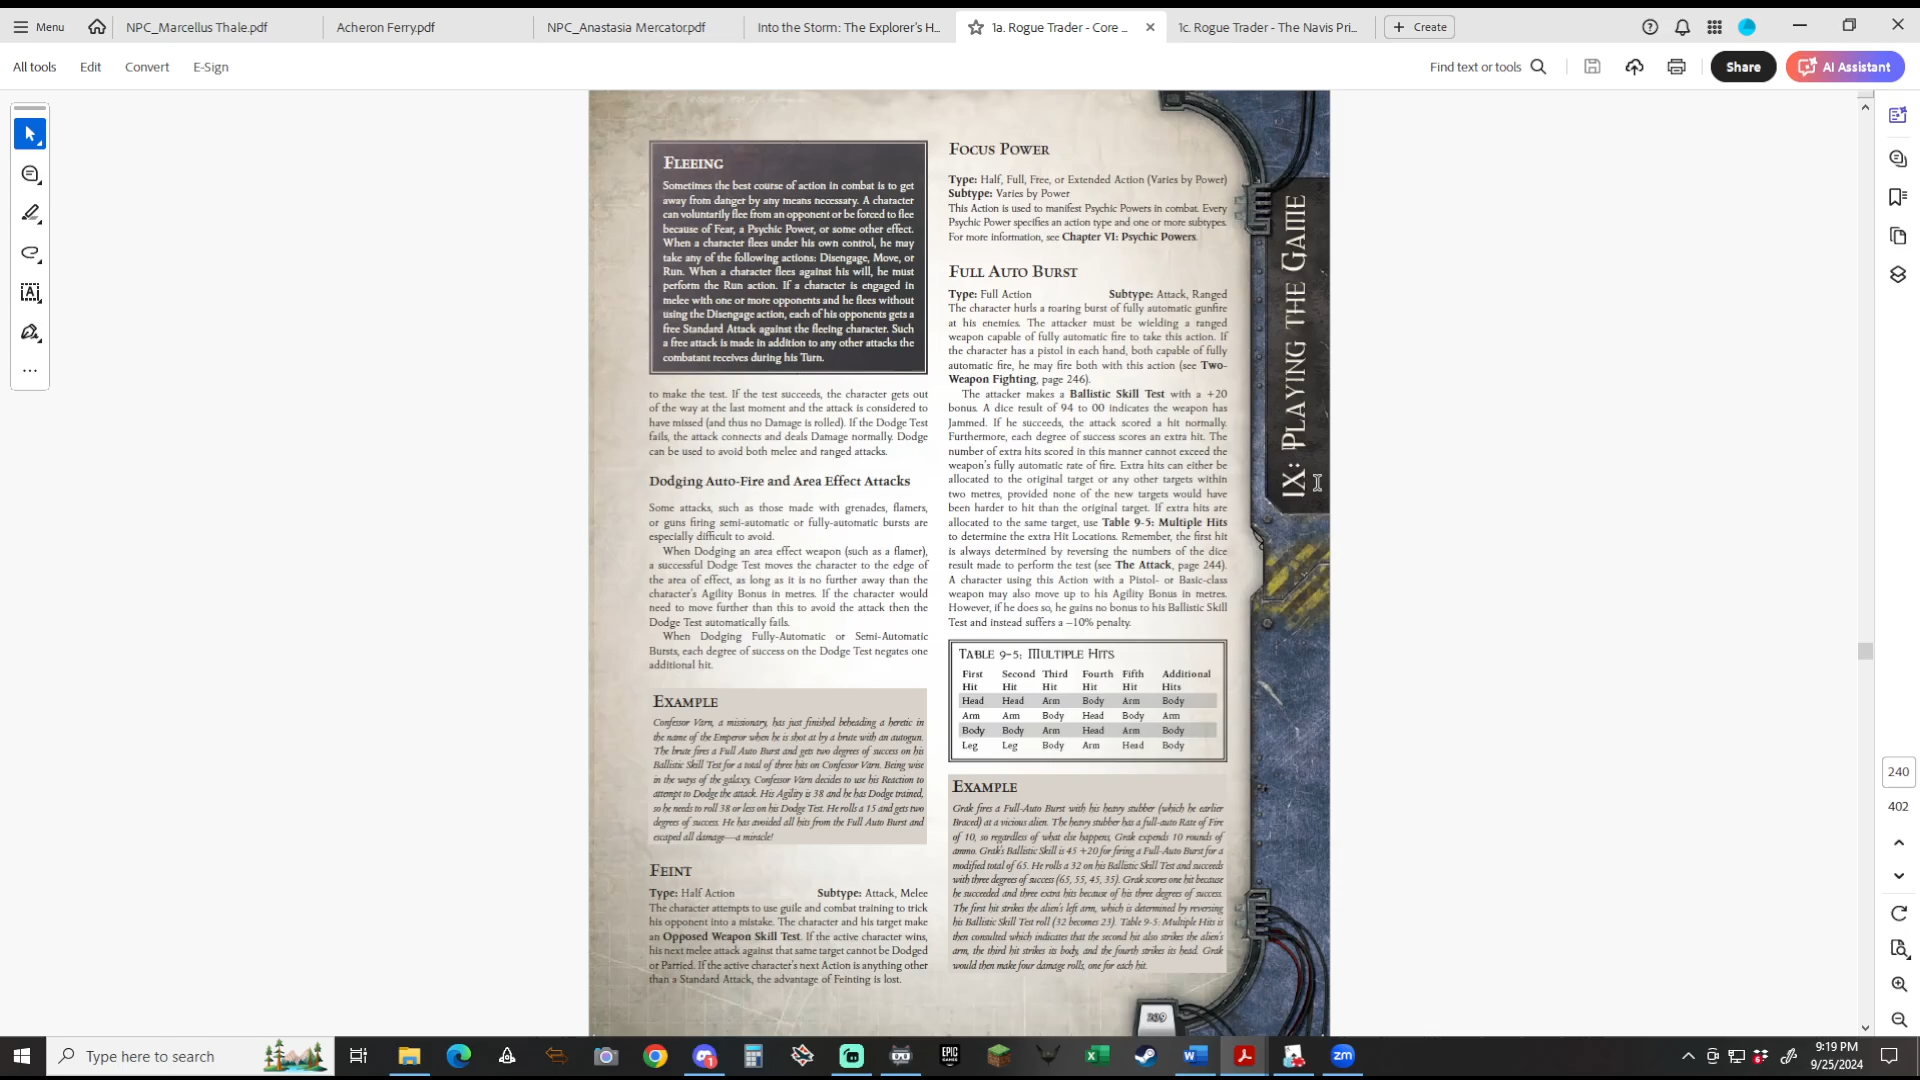 Menu
NPC_Marcellus Thale.pdf
Acheron Ferry.pdf
NPC_Anastasia Mercator.pdf
Into the Storm: The Explorer's H...
1a. Rogue Trader - Core ...
1c. Rogue Trader - The Navis Pri...
Create
All tools
Edit
Convert
E-Sign
Find text or tools
Share
AI Assistant
Fleeing
Sometimes the best course of action in combat is to get
away from danger by any means necessary. A character
can voluntarily flee from an opponent or be forced to flee
because of Fear, a Psychic Power, or some other effect.
When a character flees under his own control, he may
take any of the following actions: Disengage, Move, or
Run. When a character flees against his will, he must
perform the Run action. If a character is engaged in
melee with one or more opponents and he flees without
using the Disengage action, each of his opponents gets a
free Standard Attack against the fleeing character. Such
a free attack is made in addition to any other attacks the
combatant receives during his Turn.
to make the test. If the test succeeds, the character gets out
of the way at the last moment and the attack is considered to
have missed (and thus no Damage is rolled). If the Dodge Test
fails, the attack connects and deals Damage normally. Dodge
can be used to avoid both melee and ranged attacks.
Dodging Auto-Fire and Area Effect Attacks
Some attacks, such as those made with grenades, flamers,
or guns firing semi-automatic or fully-automatic bursts are
especially difficult to avoid.
When Dodging an area effect weapon (such as a flamer),
a successful Dodge Test moves the character to the edge of
the area of effect, as long as it is no further away than the
character's Agility Bonus in metres. If the character would
need to move further than this to avoid the attack then the
Dodge Test automatically fails.
When Dodging Fully-Automatic or Semi-Automatic
Bursts, each degree of success on the Dodge Test negates one
additional hit.
Example
Confessor Varn, a missionary, has just finished beheading a heretic in
the name of the Emperor when he is shot at by a brute with an autogun.
The brute fires a Full Auto Burst and gets two degrees of success on his
Ballistic Skill Test for a total of three hits on Confessor Varn. Being wise
in the ways of the galaxy, Confessor Varn decides to use his Reaction to
attempt to Dodge the attack. His Agility is 38 and he has Dodge trained,
so he needs to roll 38 or less on his Dodge Test. He rolls a 15 and gets two
degrees of success. He has avoided all hits from the Full Auto Burst and
escaped all damage—a miracle!
Feint
Type: Half Action Subtype: Attack, Melee
The character attempts to use guile and combat training to trick
his opponent into a mistake. The character and his target make
an Opposed Weapon Skill Test. If the active character wins,
his next melee attack against that same target cannot be Dodged
or Parried. If the active character's next Action is anything other
than a Standard Attack, the advantage of Feinting is lost.
Focus Power
Type: Half, Full, Free, or Extended Action (Varies by Power)
Subtype: Varies by Power
This Action is used to manifest Psychic Powers in combat. Every
Psychic Power specifies an action type and one or more subtypes.
For more information, see Chapter VI: Psychic Powers.
Full Auto Burst
Type: Full Action Subtype: Attack, Ranged
The character hurls a roaring burst of fully automatic gunfire
at his enemies. The attacker must be wielding a ranged
weapon capable of fully automatic fire to take this action. If
the character has a pistol in each hand, both capable of fully
automatic fire, he may fire both with this action (see Two-
Weapon Fighting, page 246).
The attacker makes a Ballistic Skill Test with a +20
bonus. A dice result of 94 to 00 indicates the weapon has
Jammed. If he succeeds, the attack scored a hit normally.
Furthermore, each degree of success scores an extra hit. The
number of extra hits scored in this manner cannot exceed the
weapon's fully automatic rate of fire. Extra hits can either be
allocated to the original target or any other targets within
two metres, provided none of the new targets would have
been harder to hit than the original target. If extra hits are
allocated to the same target, use Table 9-5: Multiple Hits
to determine the extra Hit Locations. Remember, the first hit
is always determined by reversing the numbers of the dice
result made to perform the test (see The Attack, page 244).
A character using this Action with a Pistol- or Basic-class
weapon may also move up to his Agility Bonus in metres.
However, if he does so, he gains no bonus to his Ballistic Skill
Test and instead suffers a –10% penalty.
Table 9-5: Multiple Hits
First Second Third Fourth Fifth Additional
Hit Hit Hit Hit Hit Hits
Head Head Arm Body Arm Body
Arm Arm Body Head Body Arm
Body Body Arm Head Arm Body
Leg Leg Body Arm Head Body
Example
Grak fires a Full-Auto Burst with his heavy stubber (which he earlier
Braced) at a vicious alien. The heavy stubber has a full-auto Rate of Fire
of 10, so regardless of what else happens, Grak expends 10 rounds of
ammo. Grak's Ballistic Skill is 45 +20 for firing a Full-Auto Burst for a
modified total of 65. He rolls a 32 on his Ballistic Skill Test and succeeds
with three degrees of success (65, 55, 45, 35). Grak scores one hit because
he succeeded and three extra hits because of his three degrees of success.
The first hit strikes the alien's left arm, which is determined by reversing
his Ballistic Skill Test roll (32 becomes 23). Table 9-5: Multiple Hits is
then consulted which indicates that the second hit also strikes the alien's
arm, the third hit strikes its body, and the fourth strikes its head. Grak
would then make four damage rolls, one for each hit.
IX: Playing the Game
239
240
402
Type here to search
EPIC
GAMES
zm
9:19 PM
9/25/2024